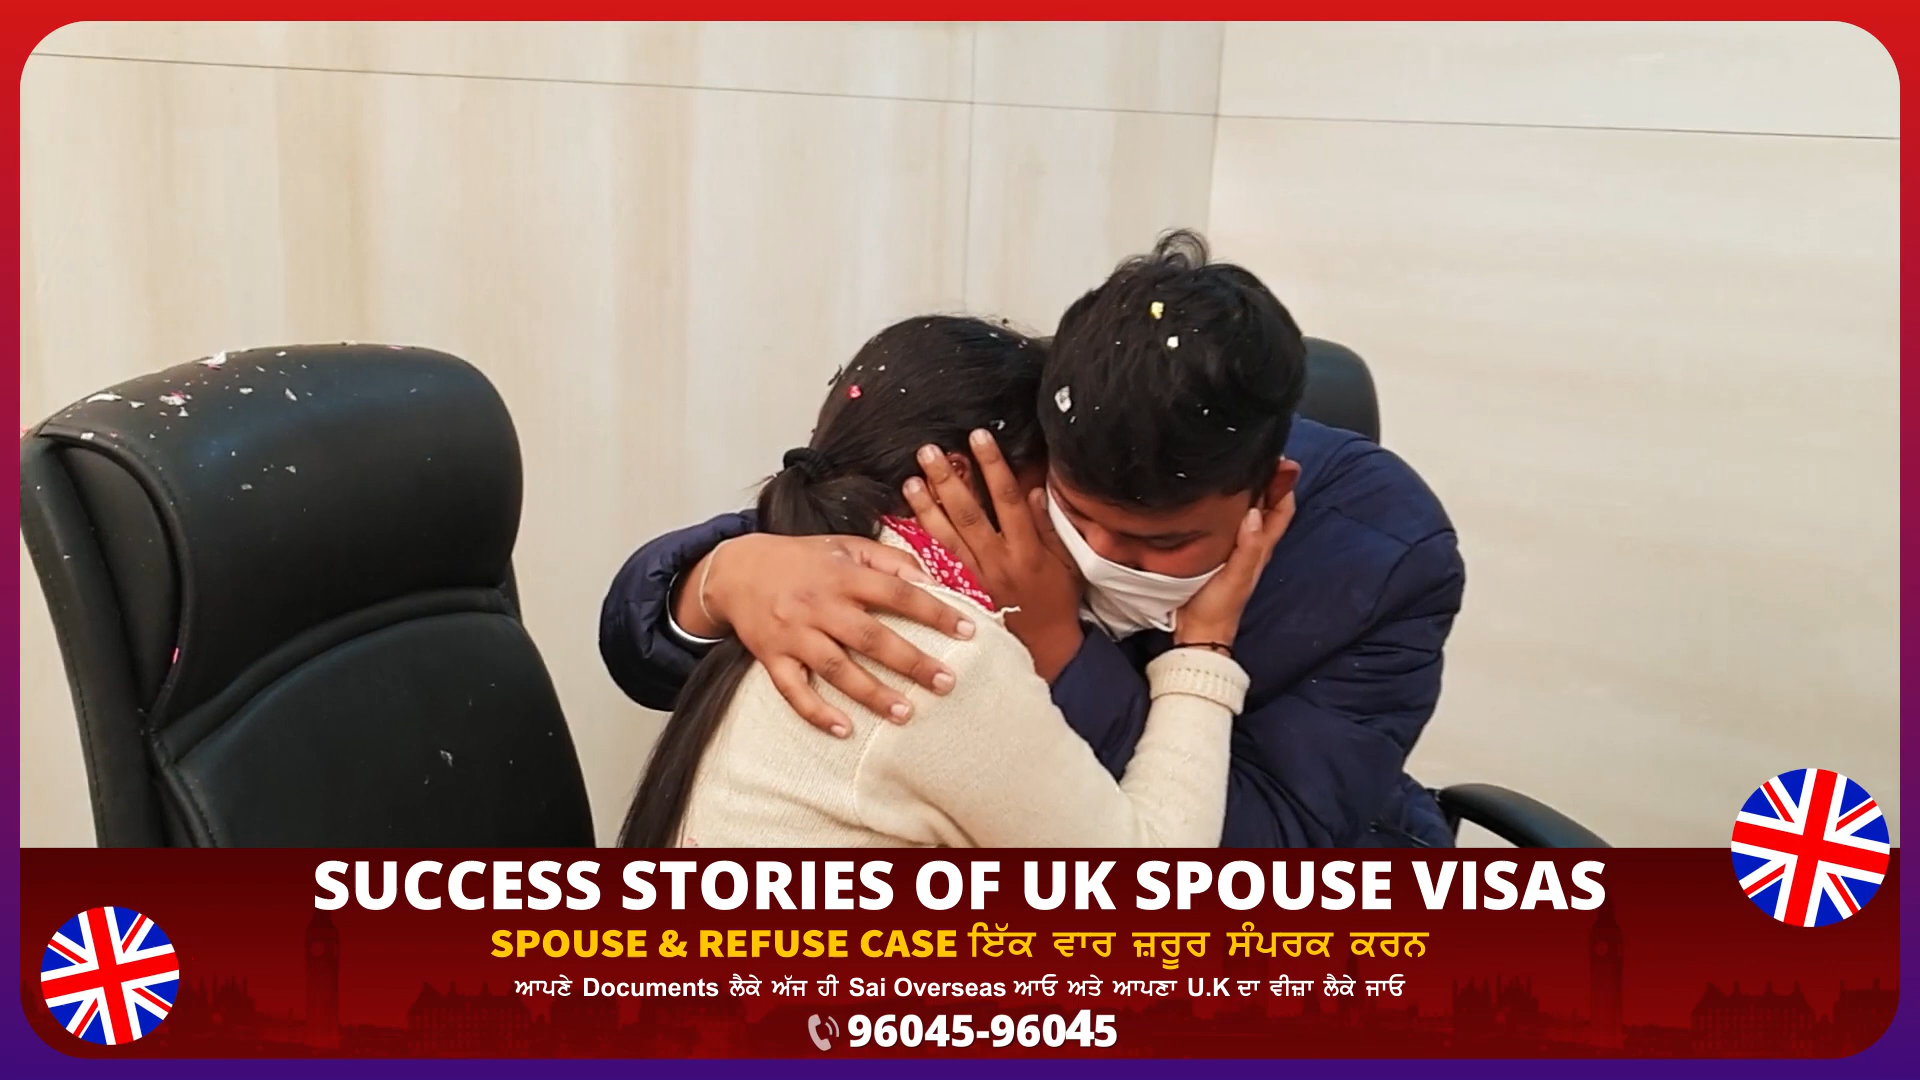 SUCCESS STORIES OF UK SPOUSE VISAS
SPOUSE & REFUSE CASE ਇੱਕ ਵਾਰ ਜ਼ਰੂਰ ਸੰਪਰਕ ਕਰਨ
ਆਪਣੇ Documents ਲੈਕੇ ਅੱਜ ਹੀ Sai Overseas ਆਓ ਅਤੇ ਆਪਣਾ U.K ਦਾ ਵੀਜ਼ਾ ਲੈਕੇ ਜਾਓ
96045-96045